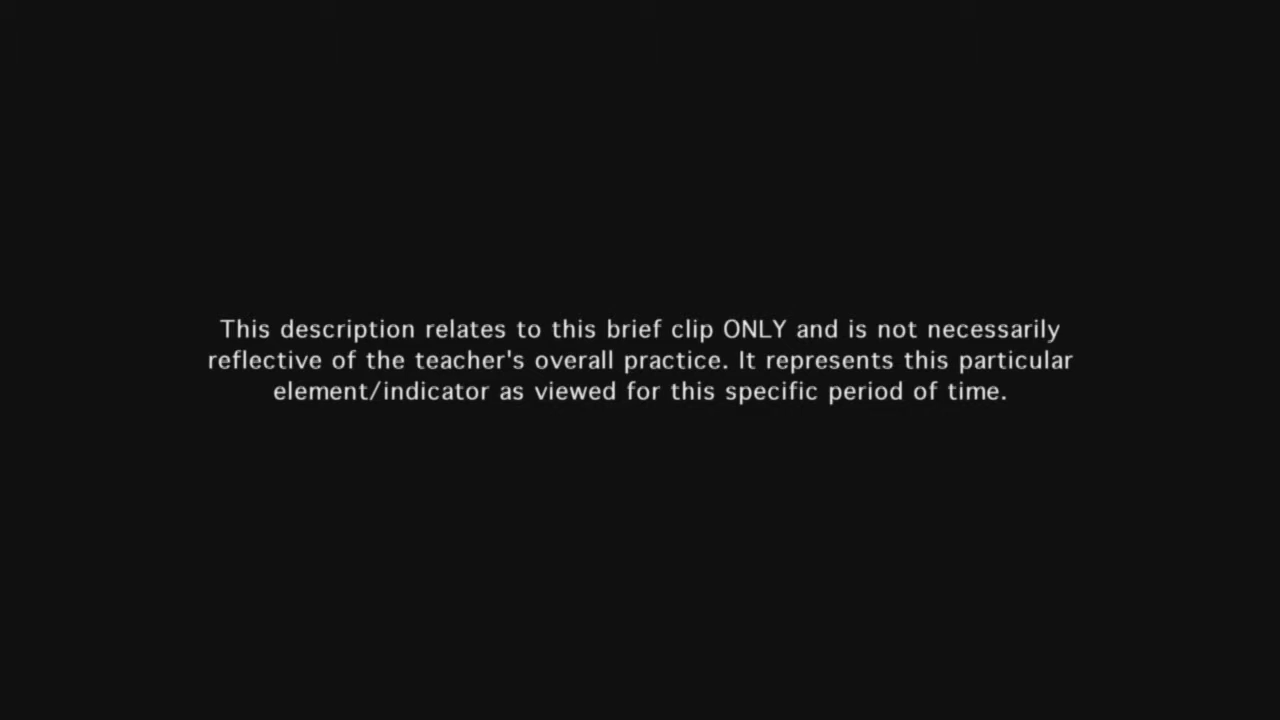 This description relates to this brief clip ONLY and is not necessarily
reflective of the teacher's overall practice. It represents this particular
element/indicator as viewed for this specific period of time.